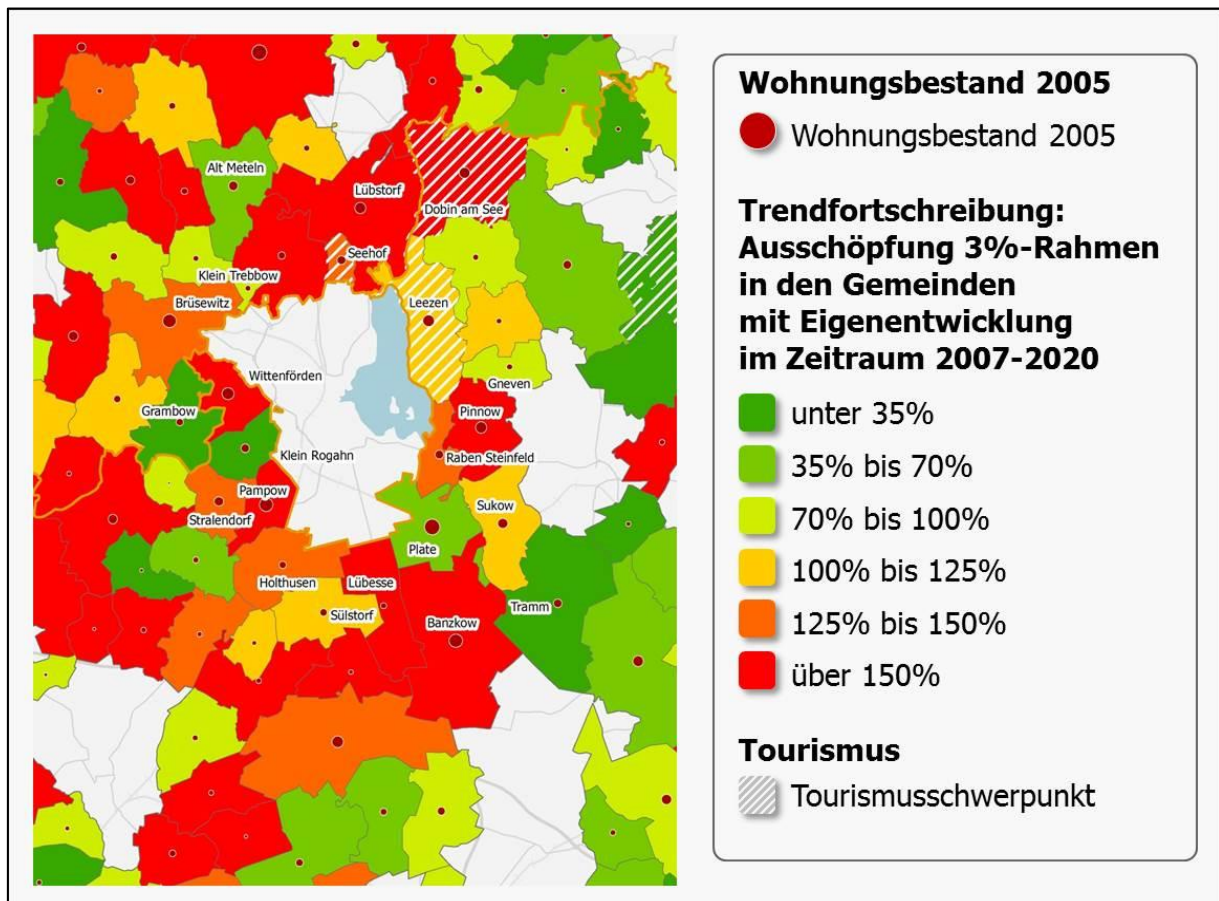 Alt Meteln
Lübstorf
Dobin am See
Seehof
Klein Trebbow
Brüsewitz
Leezen
Wittenförden
Gneven
Grambow
Pinnow
Klein Rogahn
Raben Steinfeld
Pampow
Sukow
Stralendorf
Plate
Holthusen
Lübesse
Sülstorf
Tramm
Banzkow
Wohnungsbestand 2005
Wohnungsbestand 2005
Trendfortschreibung:
Ausschöpfung 3%-Rahmen
in den Gemeinden
mit Eigenentwicklung
im Zeitraum 2007-2020
unter 35%
35% bis 70%
70% bis 100%
100% bis 125%
125% bis 150%
über 150%
Tourismus
Tourismusschwerpunkt